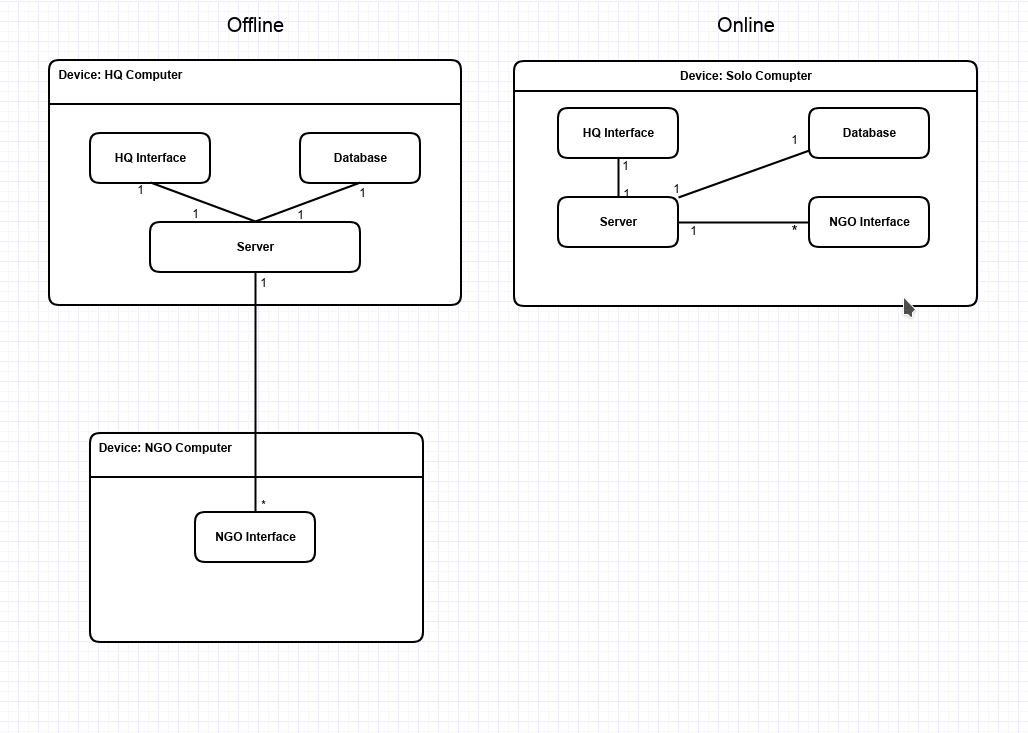 Offline
Device: HQ Computer
HQ Interface
Database
1
1
1
1
Server
1
Device: NGO Computer
*
NGO Interface
Online
Device: Solo Comupter
HQ Interface
Database
1
1
1
1
Server
NGO Interface
1
*